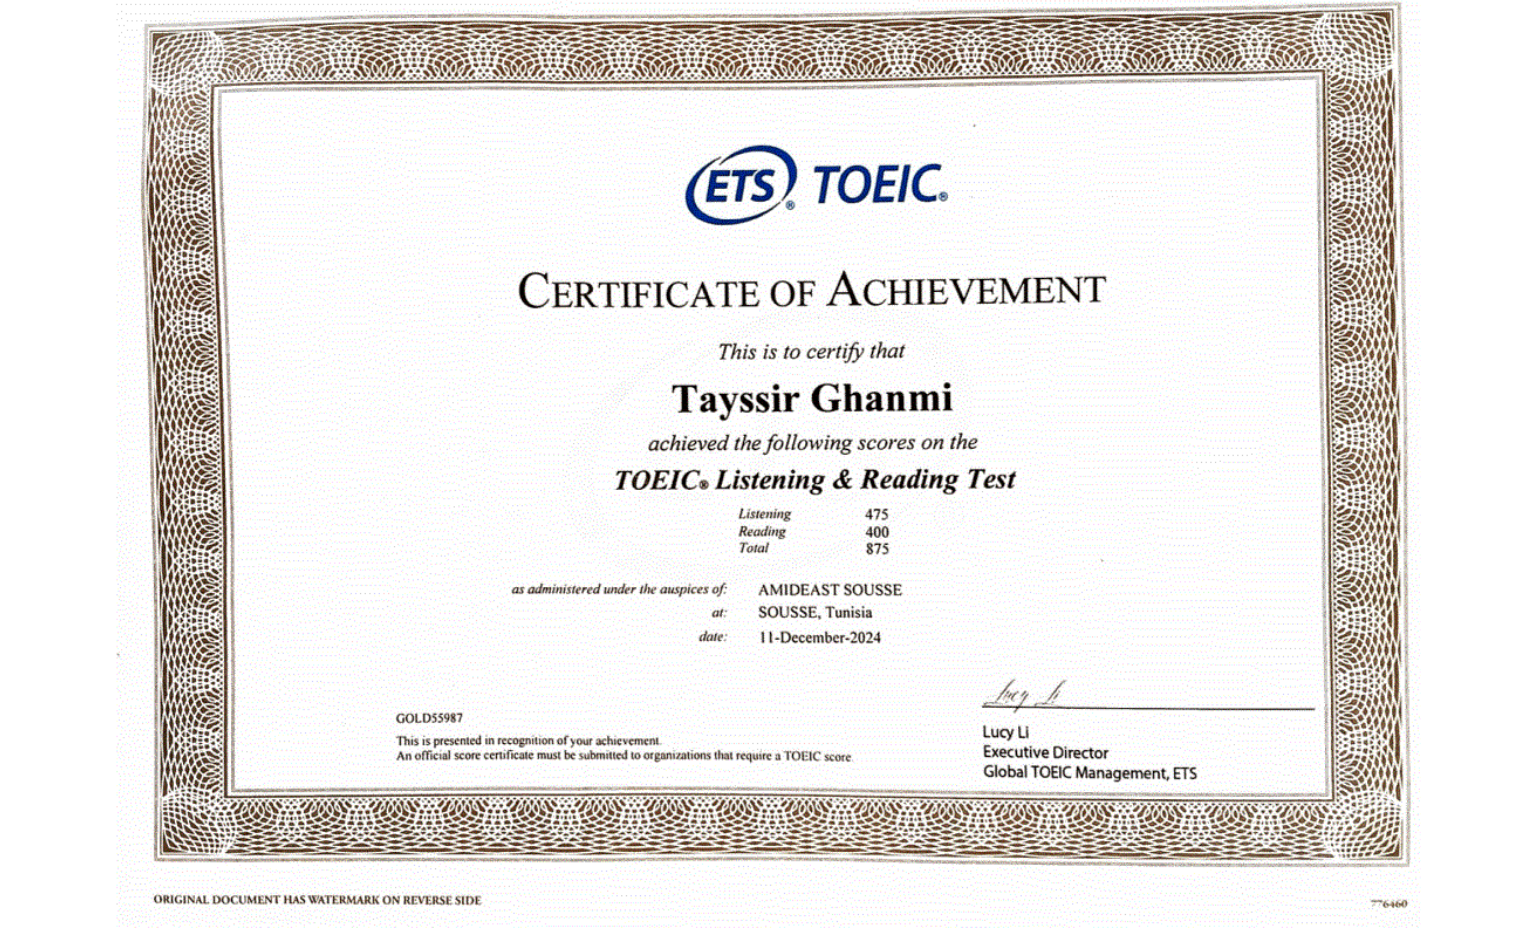 ETS® TOEIC®
CERTIFICATE OF ACHIEVEMENT
This is to certify that
Tayssir Ghanmi
achieved the following scores on the
TOEIC® Listening & Reading Test
Listening 475
Reading 400
Total 875
as administered under the auspices of: AMIDEAST SOUSSE
at: SOUSSE, Tunisia
date: 11-December-2024
Lucy Li
GOLD55987
This is presented in recognition of your achievement.
An official score certificate must be submitted to organizations that require a TOEIC score.
Lucy Li
Executive Director
Global TOEIC Management, ETS
ORIGINAL DOCUMENT HAS WATERMARK ON REVERSE SIDE
776460